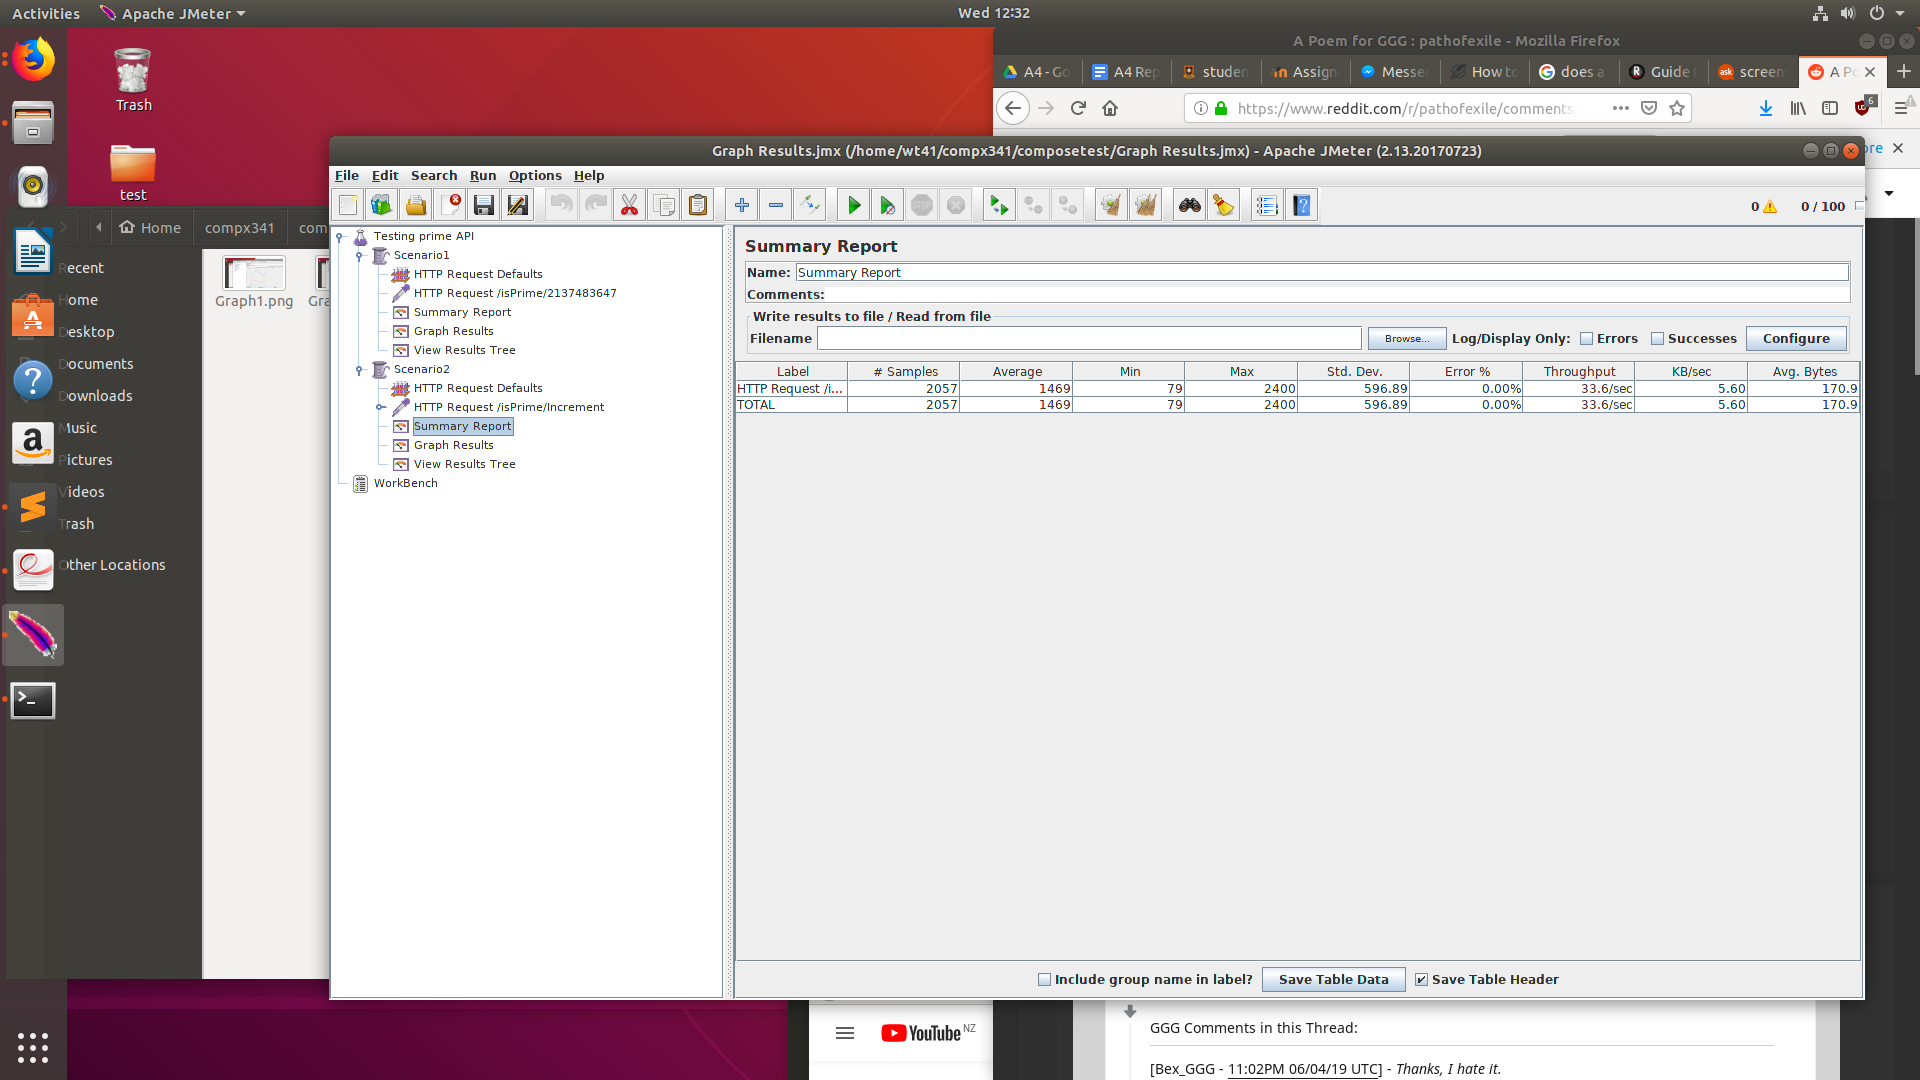 Activities Apache JMeter Wed 12:32
A Poem for GGG : pathofexile - Mozilla Firefox
A4 - Go A4 Rep studen Assign Messe How to does a Guide screen A Po
https://www.reddit.com/r/pathofexile/comments 6
Trash
test
Home compx341 com
Recent
Home
Desktop
Documents
Downloads
Music
Pictures
Videos
Trash
Other Locations
Graph1.png Gra
Graph Results.jmx (/home/wt41/compx341/composetest/Graph Results.jmx) - Apache JMeter (2.13.20170723)
File Edit Search Run Options Help
STOP 0 0 / 100
Testing prime API
Scenario1
HTTP Request Defaults
HTTP Request /isPrime/2137483647
Summary Report
Graph Results
View Results Tree
Scenario2
HTTP Request Defaults
HTTP Request /isPrime/Increment
Summary Report
Graph Results
View Results Tree
WorkBench
Summary Report
Name: Summary Report
Comments:
Write results to file / Read from file
Filename Browse... Log/Display Only: Errors Successes Configure
Label # Samples Average Min Max Std. Dev. Error % Throughput KB/sec Avg. Bytes
HTTP Request /i... 2057 1469 79 2400 596.89 0.00% 33.6/sec 5.60 170.9
TOTAL 2057 1469 79 2400 596.89 0.00% 33.6/sec 5.60 170.9
Include group name in label? Save Table Data Save Table Header
YouTube NZ
GGG Comments in this Thread:
[Bex_GGG - 11:02PM 06/04/19 UTC] - Thanks, I hate it.